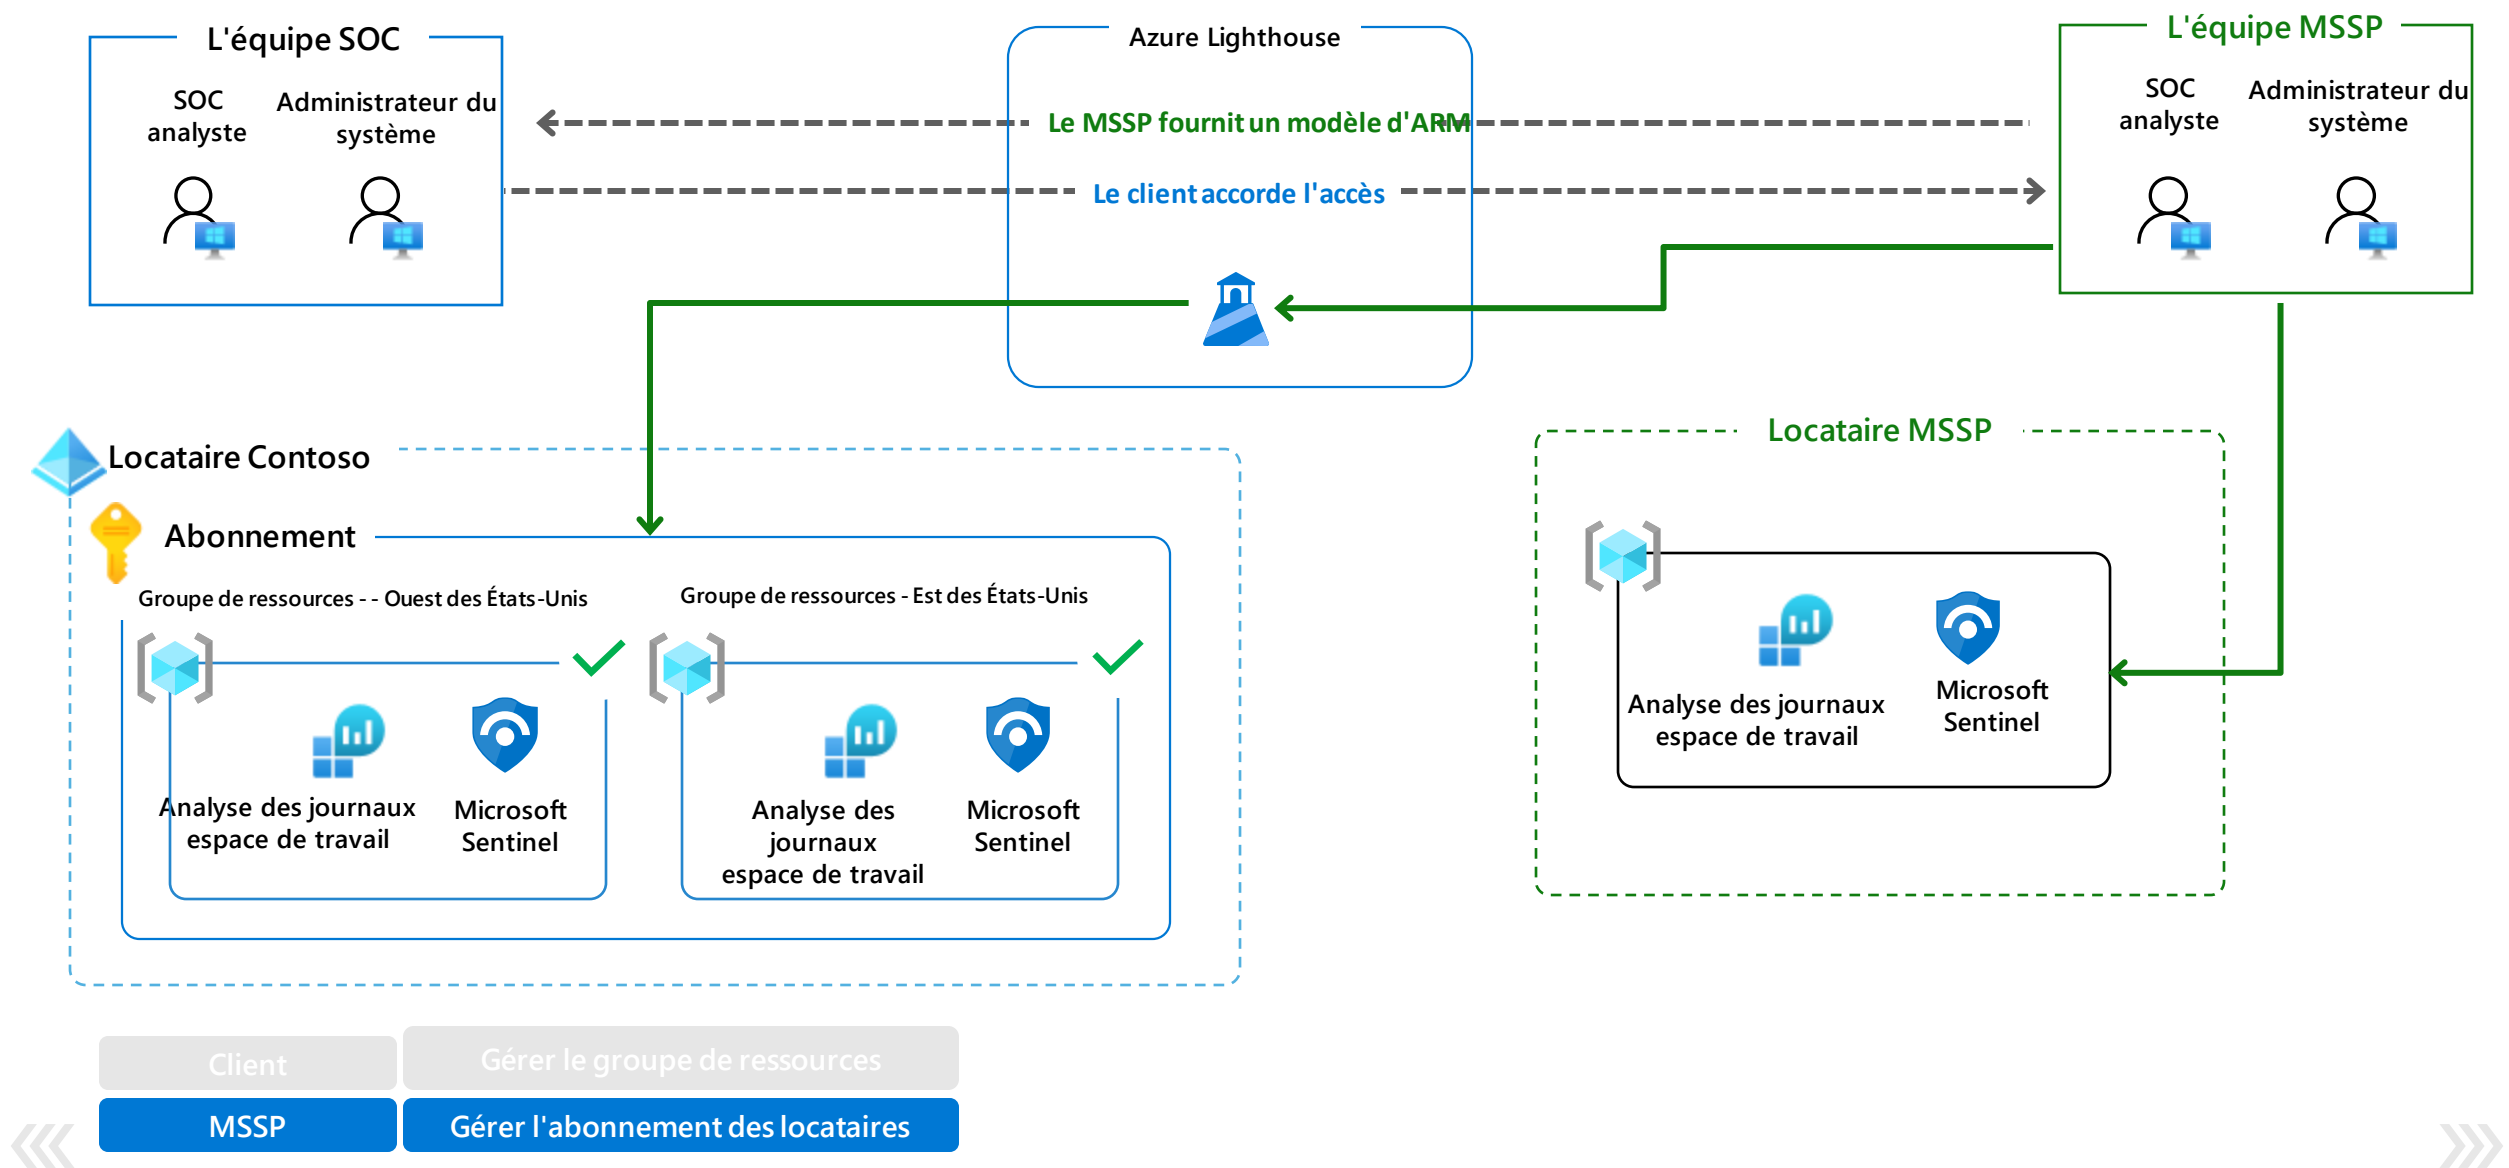 L'équipe SOC
SOC
analyste
Administrateur du
système
Azure Lighthouse
Le MSSP fournit un modèle d'ARM
Le client accorde l'accès
L'équipe MSSP
SOC
analyste
Administrateur du
système
Locataire Contoso
Abonnement
Groupe de ressources - - Ouest des États-Unis
Analyse des journaux
espace de travail
Microsoft
Sentinel
Groupe de ressources - Est des États-Unis
Analyse des
journaux
espace de travail
Microsoft
Sentinel
Locataire MSSP
Analyse des journaux
espace de travail
Microsoft
Sentinel
Client
Gérer le groupe de ressources
MSSP
Gérer l'abonnement des locataires